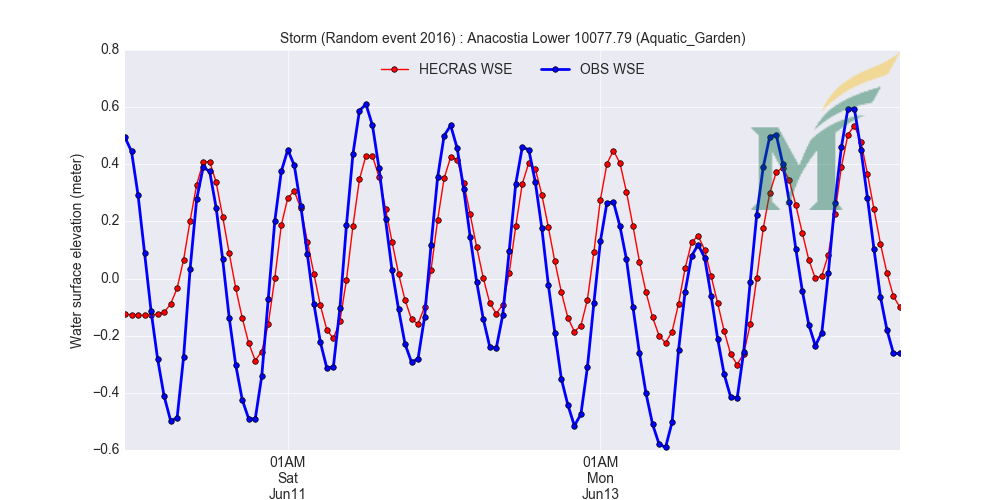 Storm (Random event 2016) : Anacostia Lower 10077.79 (Aquatic_Garden)
HECRAS WSE
OBS WSE
Water surface elevation (meter)
0.8
0.6
0.4
0.2
0.0
−0.2
−0.4
−0.6
01AM
Sat
Jun11
01AM
Mon
Jun13
M